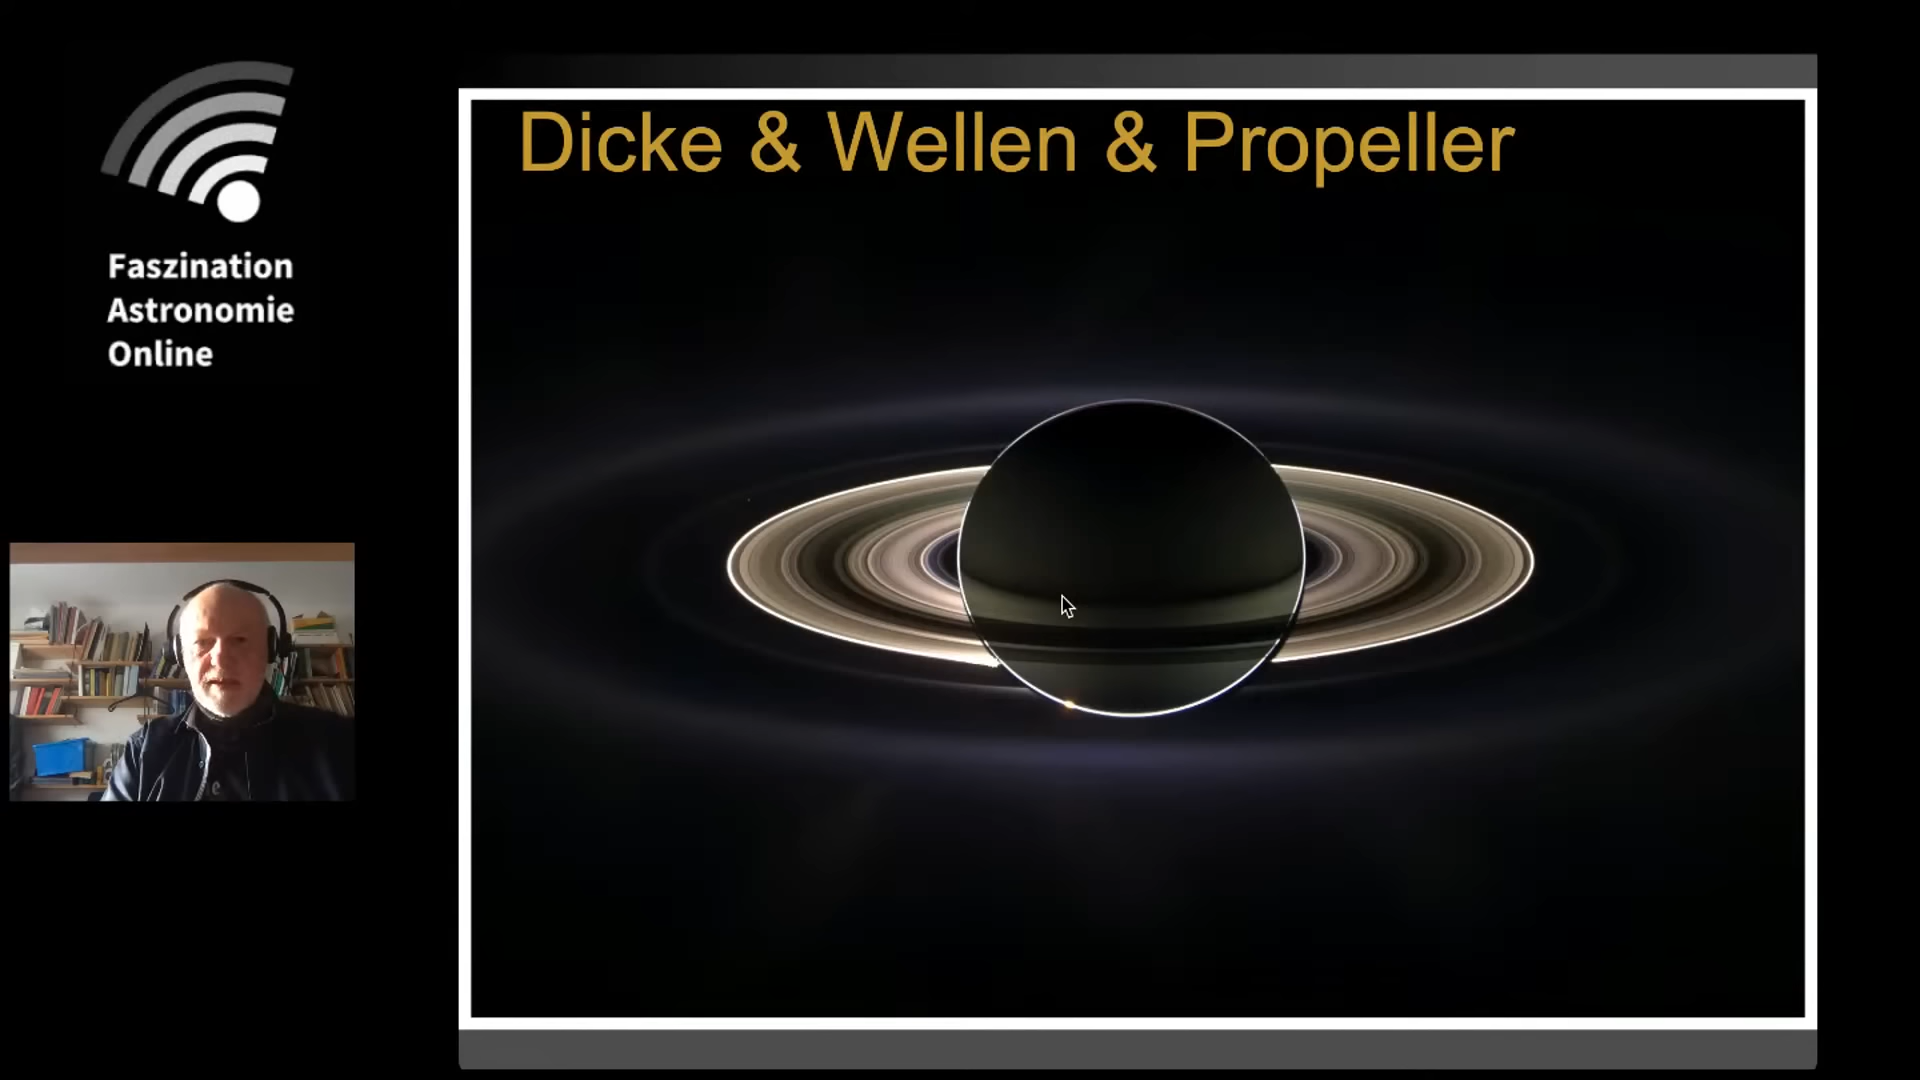 Faszination
Astronomie
Online
Dicke & Wellen & Propeller